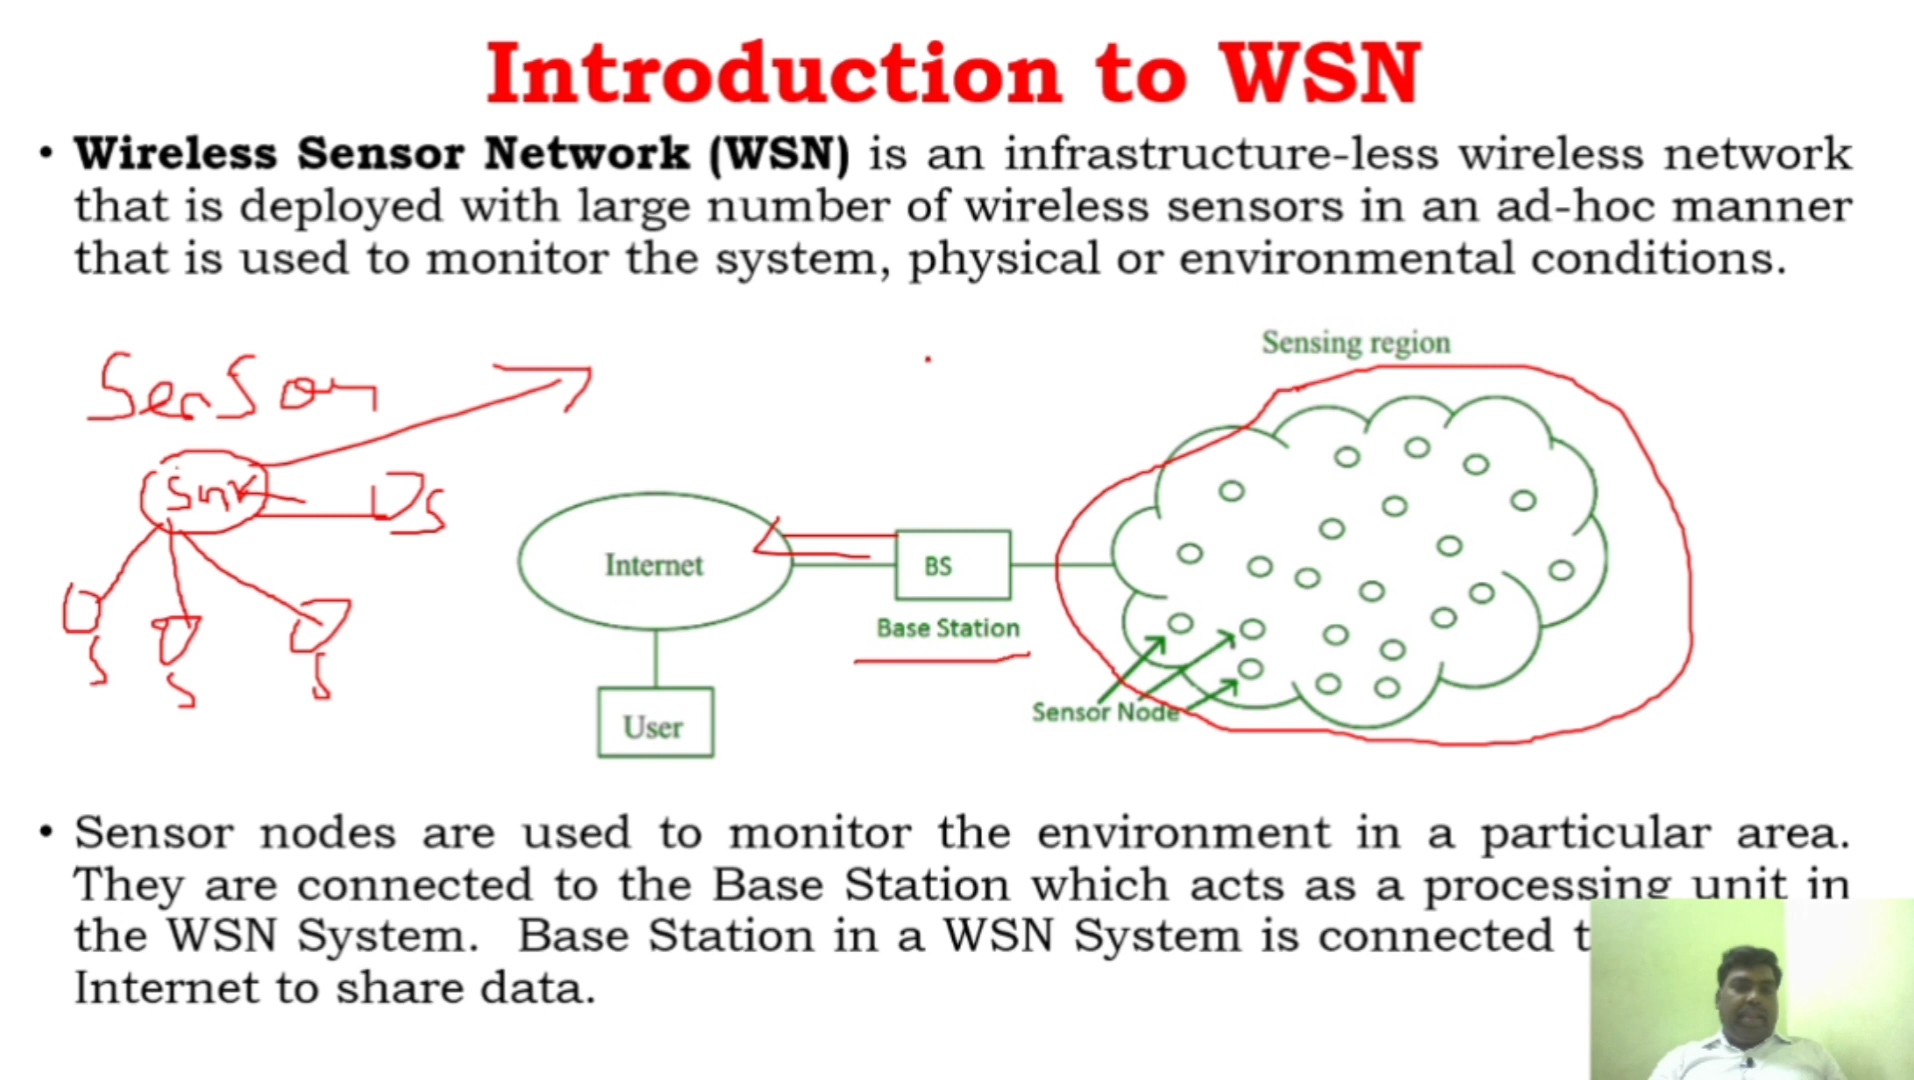 Introduction to WSN
• Wireless Sensor Network (WSN) is an infrastructure-less wireless network
that is deployed with large number of wireless sensors in an ad-hoc manner
that is used to monitor the system, physical or environmental conditions.
Sensing region
Sensor
Sink
S
Internet
BS
Base Station
S
S
S
Sensor Node
User
• Sensor nodes are used to monitor the environment in a particular area.
They are connected to the Base Station which acts as a processing unit in
the WSN System. Base Station in a WSN System is connected t
Internet to share data.